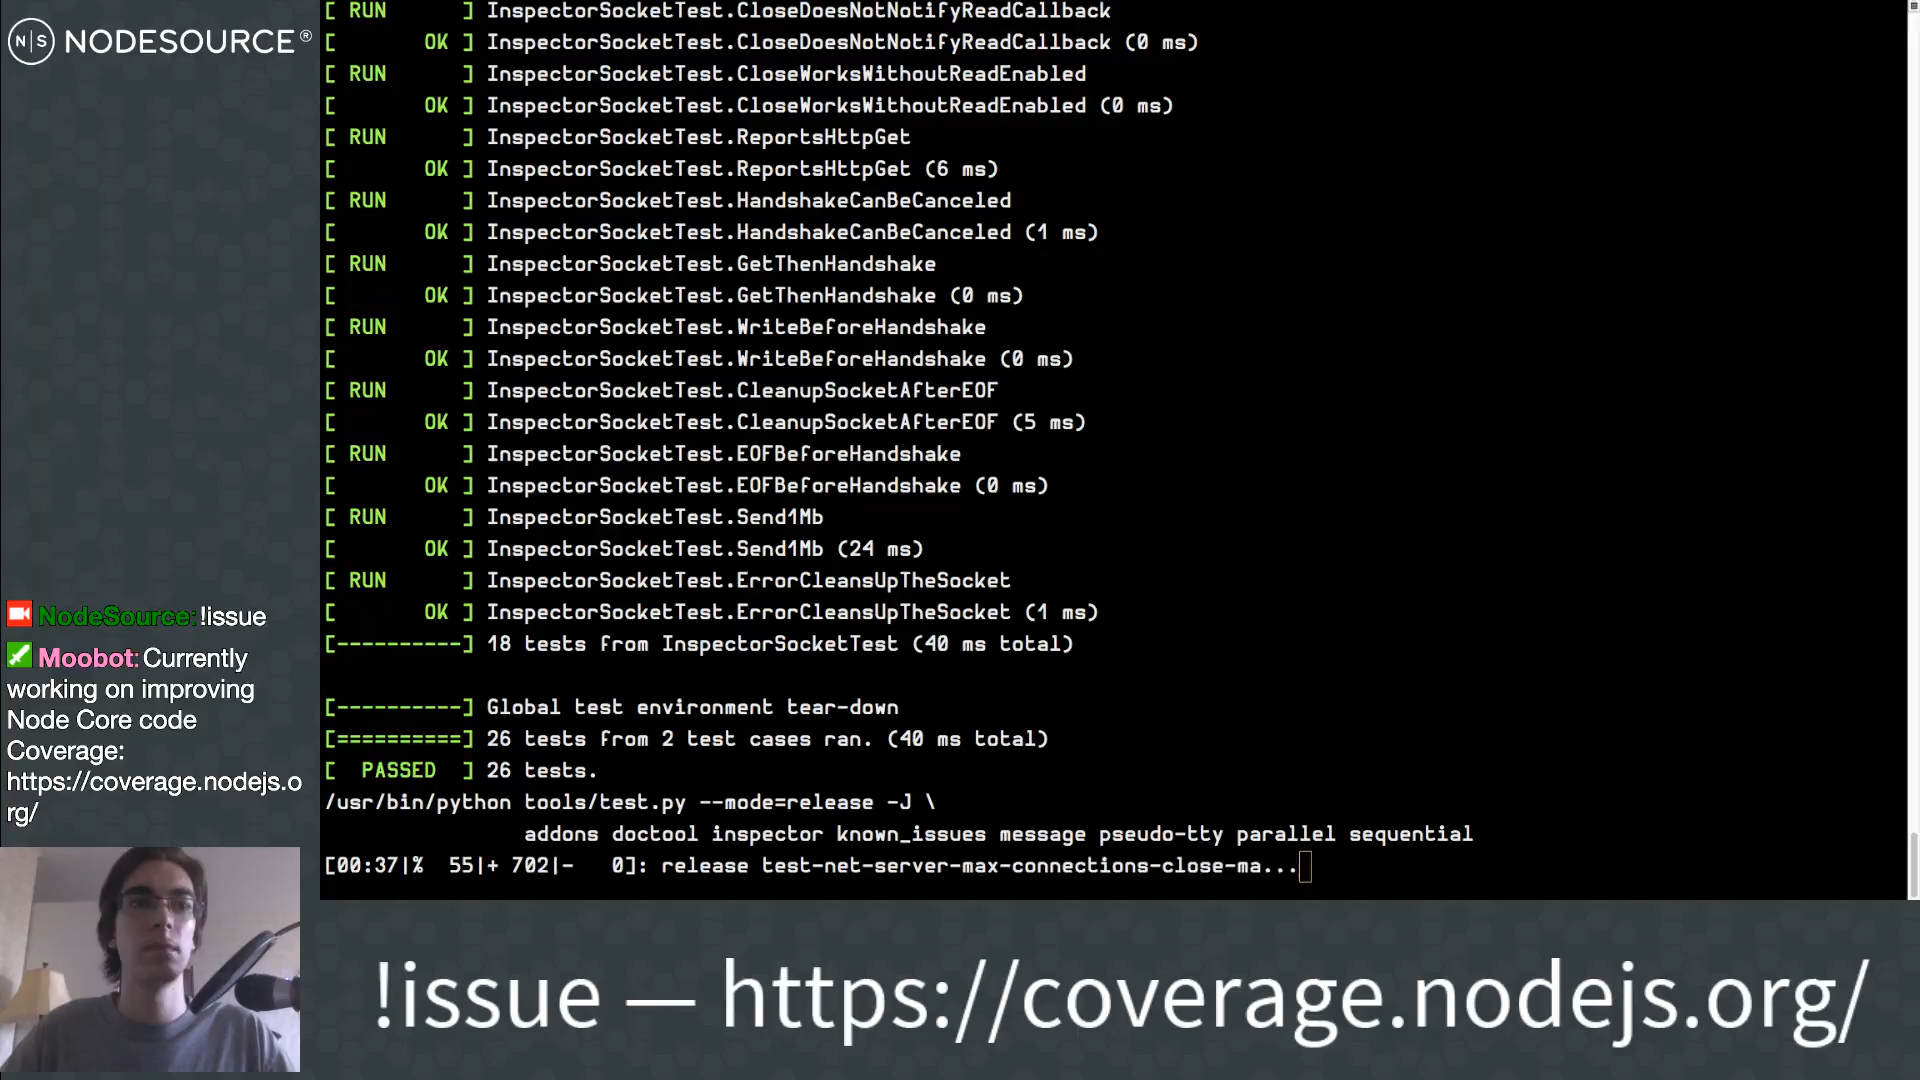 N|S NODESOURCE®
[ RUN      ] InspectorSocketTest.CloseDoesNotNotifyReadCallback
[       OK ] InspectorSocketTest.CloseDoesNotNotifyReadCallback (0 ms)
[ RUN      ] InspectorSocketTest.CloseWorksWithoutReadEnabled
[       OK ] InspectorSocketTest.CloseWorksWithoutReadEnabled (0 ms)
[ RUN      ] InspectorSocketTest.ReportsHttpGet
[       OK ] InspectorSocketTest.ReportsHttpGet (6 ms)
[ RUN      ] InspectorSocketTest.HandshakeCanBeCanceled
[       OK ] InspectorSocketTest.HandshakeCanBeCanceled (1 ms)
[ RUN      ] InspectorSocketTest.GetThenHandshake
[       OK ] InspectorSocketTest.GetThenHandshake (0 ms)
[ RUN      ] InspectorSocketTest.WriteBeforeHandshake
[       OK ] InspectorSocketTest.WriteBeforeHandshake (0 ms)
[ RUN      ] InspectorSocketTest.CleanupSocketAfterEOF
[       OK ] InspectorSocketTest.CleanupSocketAfterEOF (5 ms)
[ RUN      ] InspectorSocketTest.EOFBeforeHandshake
[       OK ] InspectorSocketTest.EOFBeforeHandshake (0 ms)
[ RUN      ] InspectorSocketTest.Send1Mb
[       OK ] InspectorSocketTest.Send1Mb (24 ms)
[ RUN      ] InspectorSocketTest.ErrorCleansUpTheSocket
[       OK ] InspectorSocketTest.ErrorCleansUpTheSocket (1 ms)
[----------] 18 tests from InspectorSocketTest (40 ms total)
[----------] Global test environment tear-down
[==========] 26 tests from 2 test cases ran. (40 ms total)
[  PASSED  ] 26 tests.
/usr/bin/python tools/test.py --mode=release -J \
addons doctool inspector known_issues message pseudo-tty parallel sequential
[00:37|%  55|+ 702|-   0]: release test-net-server-max-connections-close-ma...
NodeSource: !issue
Moobot: Currently
working on improving
Node Core code
Coverage:
https://coverage.nodejs.o
rg/
!issue — https://coverage.nodejs.org/